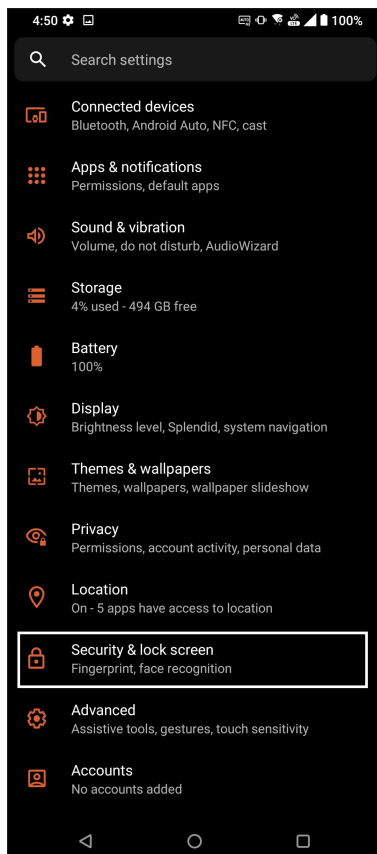 4:50 100%
Search settings
Connected devices
Bluetooth, Android Auto, NFC, cast
Apps & notifications
Permissions, default apps
Sound & vibration
Volume, do not disturb, AudioWizard
Storage
4% used - 494 GB free
Battery
100%
Display
Brightness level, Splendid, system navigation
Themes & wallpapers
Themes, wallpapers, wallpaper slideshow
Privacy
Permissions, account activity, personal data
Location
On - 5 apps have access to location
Security & lock screen
Fingerprint, face recognition
Advanced
Assistive tools, gestures, touch sensitivity
Accounts
No accounts added